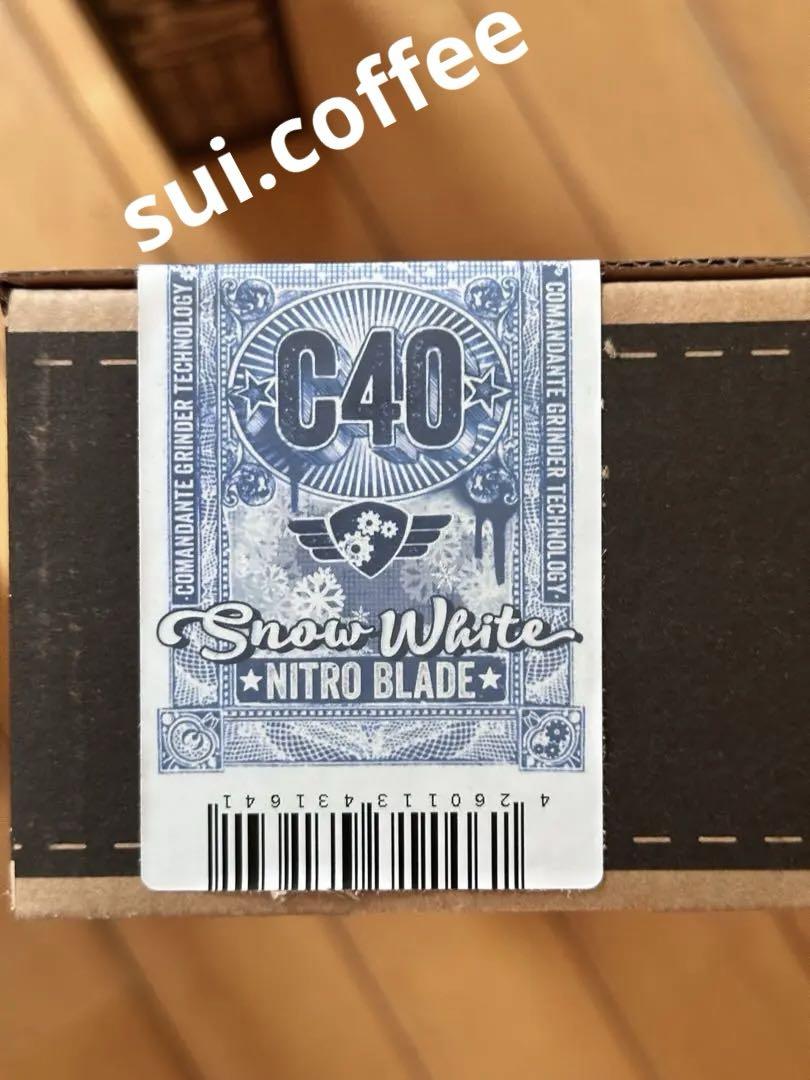 sui.coffee
·COMANDANTE GRINDER TECHNOLOGY·
·COMANDANTE GRINDER TECHNOLOGY·
C40
Snow White
★NITRO BLADE★
4 260113 431641